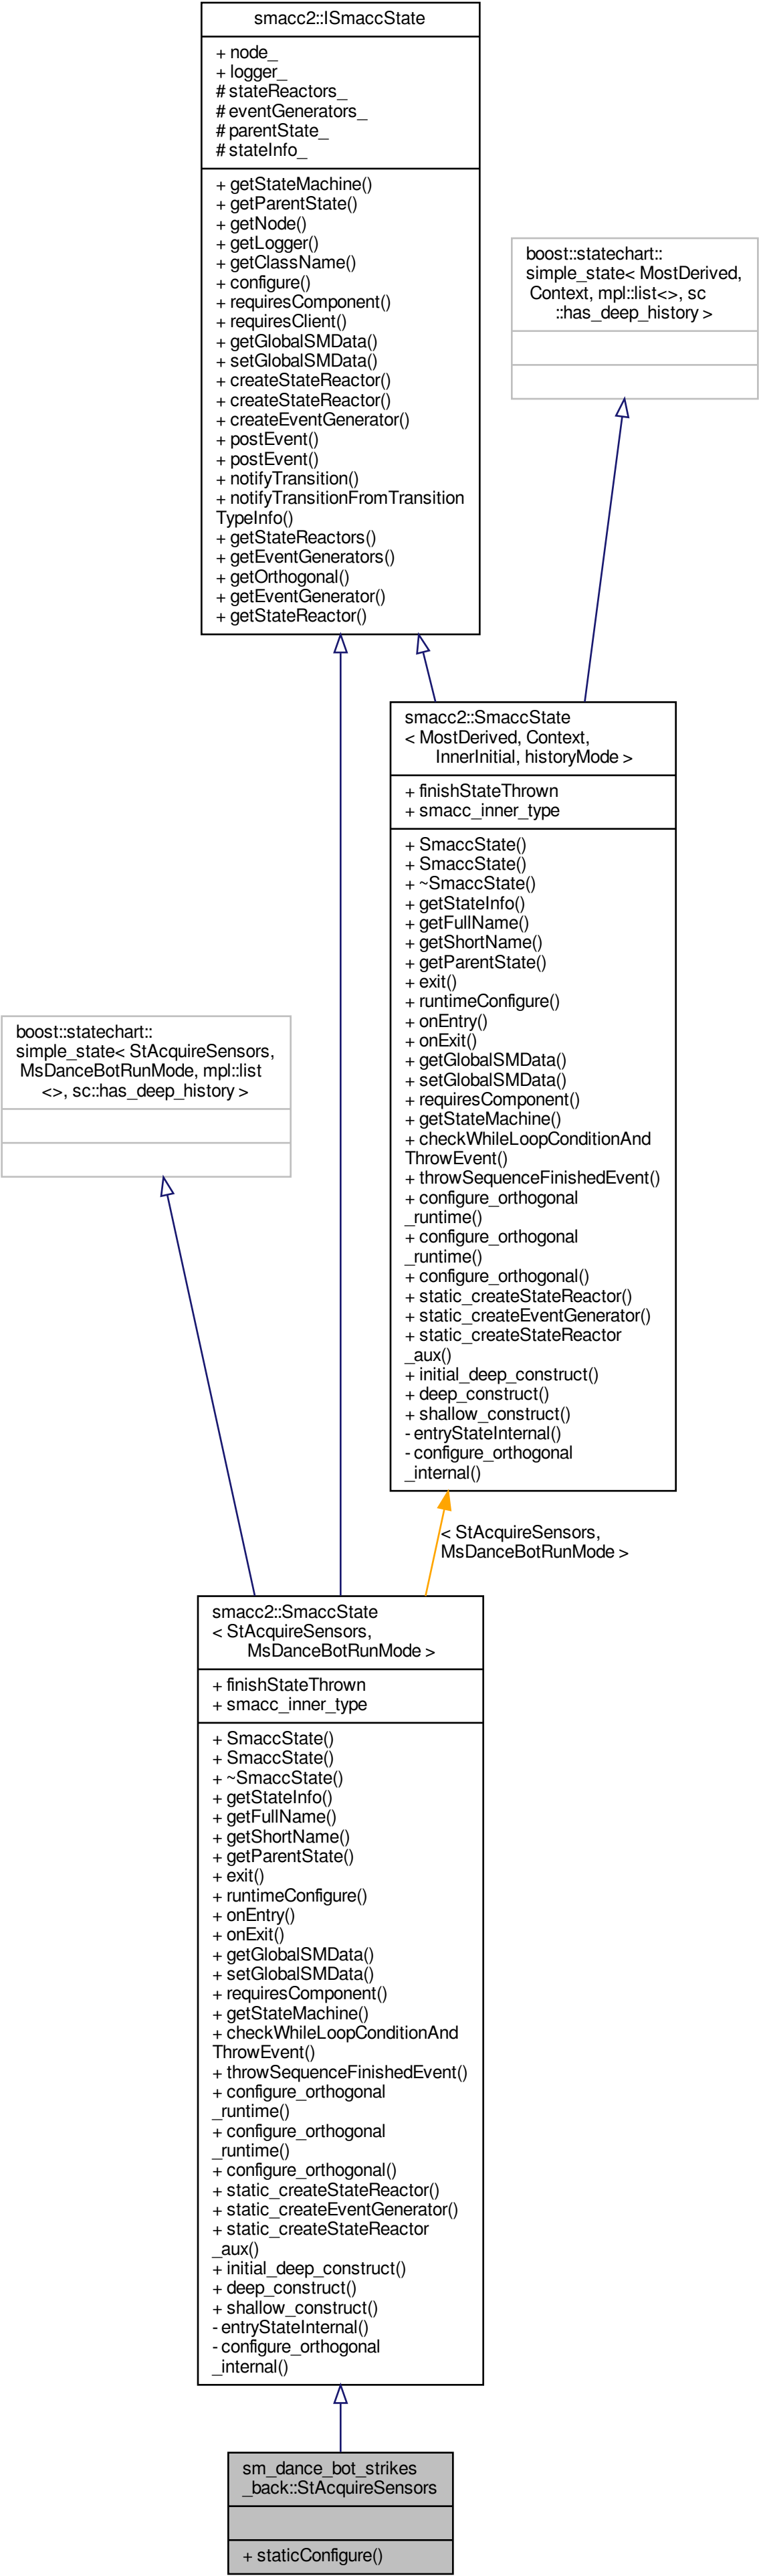 smacc2::ISmaccState
+ node_
+ logger_
# stateReactors_
# eventGenerators_
# parentState_
# stateInfo_
+ getStateMachine()
+ getParentState()
+ getNode()
+ getLogger()
+ getClassName()
+ configure()
+ requiresComponent()
+ requiresClient()
+ getGlobalSMData()
+ setGlobalSMData()
+ createStateReactor()
+ createStateReactor()
+ createEventGenerator()
+ postEvent()
+ postEvent()
+ notifyTransition()
+ notifyTransitionFromTransition
TypeInfo()
+ getStateReactors()
+ getEventGenerators()
+ getOrthogonal()
+ getEventGenerator()
+ getStateReactor()
boost::statechart::
simple_state< MostDerived,
Context, mpl::list<>, sc
::has_deep_history >
smacc2::SmaccState
< MostDerived, Context,
InnerInitial, historyMode >
+ finishStateThrown
+ smacc_inner_type
+ SmaccState()
+ SmaccState()
+ ~SmaccState()
+ getStateInfo()
+ getFullName()
+ getShortName()
+ getParentState()
+ exit()
+ runtimeConfigure()
+ onEntry()
+ onExit()
+ getGlobalSMData()
+ setGlobalSMData()
+ requiresComponent()
+ getStateMachine()
+ checkWhileLoopConditionAnd
ThrowEvent()
+ throwSequenceFinishedEvent()
+ configure_orthogonal
_runtime()
+ configure_orthogonal
_runtime()
+ configure_orthogonal()
+ static_createStateReactor()
+ static_createEventGenerator()
+ static_createStateReactor
_aux()
+ initial_deep_construct()
+ deep_construct()
+ shallow_construct()
- entryStateInternal()
- configure_orthogonal
_internal()
boost::statechart::
simple_state< StAcquireSensors,
MsDanceBotRunMode, mpl::list
<>, sc::has_deep_history >
< StAcquireSensors,
MsDanceBotRunMode >
smacc2::SmaccState
< StAcquireSensors,
MsDanceBotRunMode >
+ finishStateThrown
+ smacc_inner_type
+ SmaccState()
+ SmaccState()
+ ~SmaccState()
+ getStateInfo()
+ getFullName()
+ getShortName()
+ getParentState()
+ exit()
+ runtimeConfigure()
+ onEntry()
+ onExit()
+ getGlobalSMData()
+ setGlobalSMData()
+ requiresComponent()
+ getStateMachine()
+ checkWhileLoopConditionAnd
ThrowEvent()
+ throwSequenceFinishedEvent()
+ configure_orthogonal
_runtime()
+ configure_orthogonal
_runtime()
+ configure_orthogonal()
+ static_createStateReactor()
+ static_createEventGenerator()
+ static_createStateReactor
_aux()
+ initial_deep_construct()
+ deep_construct()
+ shallow_construct()
- entryStateInternal()
- configure_orthogonal
_internal()
sm_dance_bot_strikes
_back::StAcquireSensors
+ staticConfigure()